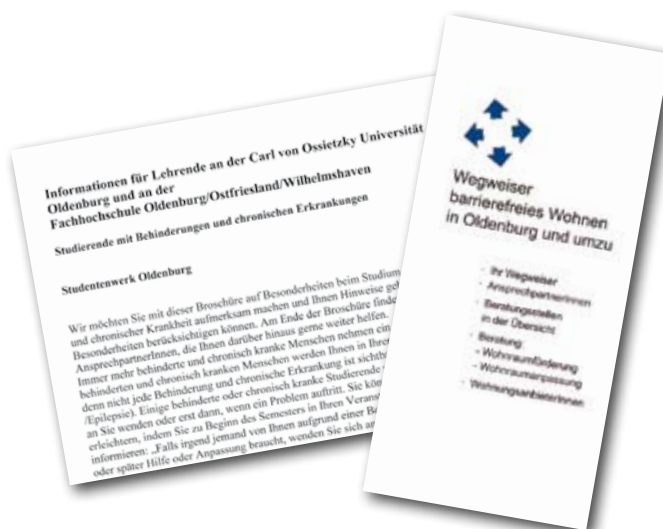 Informationen für Lehrende an der Carl von Ossietzky Universität
Oldenburg und an der
Fachhochschule Oldenburg/Ostfriesland/Wilhelmshaven
Studierende mit Behinderungen und chronischen Erkrankungen
Studentenwerk Oldenburg
Wir möchten Sie mit dieser Broschüre auf Besonderheiten beim Studium
und chronischer Krankheit aufmerksam machen und Ihnen Hinweise
Besonderheiten berücksichtigen können. Am Ende der Broschüre
AnsprechpartnerInnen, die Ihnen darüber hinaus gerne weiter helfen.
Immer mehr behinderte und chronisch kranke Menschen nehmen ein
behinderten und chronisch kranken Menschen werden Ihnen in
denn nicht jede Behinderung und chronische Erkrankung ist
/Epilepsie). Einige behinderte oder chronisch kranke Studierende
an Sie wenden oder erst dann, wenn ein Problem auftritt. Sie
erleichtern, indem Sie zu Beginn des Semesters in Ihren
informieren: „Falls irgend jemand von Ihnen aufgrund einer
oder später Hilfe oder Anpassung braucht, wenden Sie sich
Wegweiser
barrierefreies Wohnen
in Oldenburg und umzu
- Ihr Wegweiser
- AnsprechpartnerInnen
- Beratungsstellen
in der Übersicht
- Beratung:
- Wohnraumförderung
- Wohnraumanpassung
- WohnungsanbieterInnen